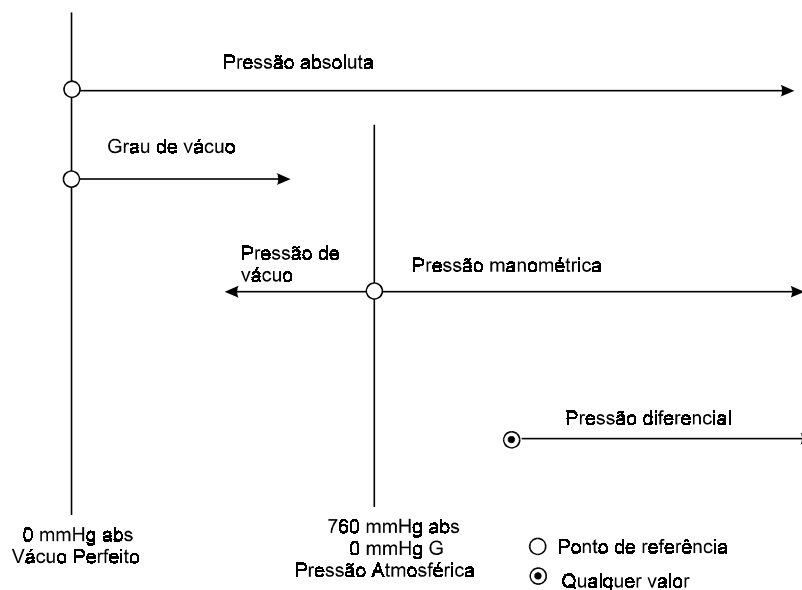 Pressão absoluta
Grau de vácuo
Pressão de
vácuo
Pressão manométrica
Pressão diferencial
0 mmHg abs
Vácuo Perfeito
760 mmHg abs
0 mmHg G
Pressão Atmosférica
Ponto de referência
Qualquer valor